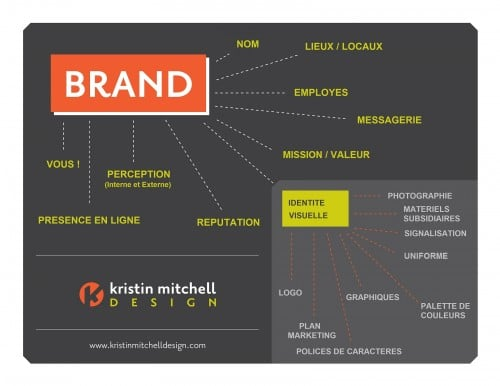 BRAND
NOM
LIEUX / LOCAUX
EMPLOYES
MESSAGERIE
MISSION / VALEUR
VOUS !
PERCEPTION
(Interne et Externe)
PRESENCE EN LIGNE
REPUTATION
IDENTITE
VISUELLE
PHOTOGRAPHIE
MATERIELS
SUBSIDIAIRES
SIGNALISATION
UNIFORME
LOGO
GRAPHIQUES
PALETTE DE
COULEURS
PLAN
MARKETING
POLICES DE CARACTERES
kristin mitchell
DESIGN
www.kristinmitchelldesign.com